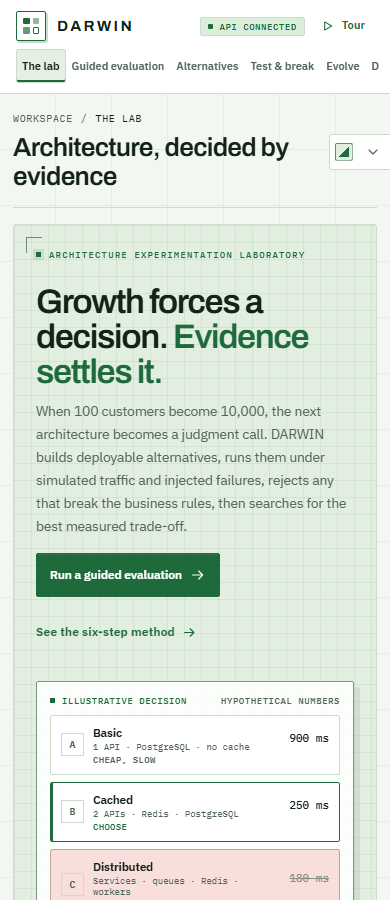 DARWIN
API CONNECTED
Tour
The lab
Guided evaluation
Alternatives
Test & break
Evolve
D
WORKSPACE / THE LAB
Architecture, decided by
evidence
ARCHITECTURE EXPERIMENTATION LABORATORY
Growth forces a
decision. Evidence
settles it.
When 100 customers become 10,000, the next
architecture becomes a judgment call. DARWIN
builds deployable alternatives, runs them under
simulated traffic and injected failures, rejects any
that break the business rules, then searches for the
best measured trade-off.
Run a guided evaluation →
See the six-step method →
ILLUSTRATIVE DECISION
HYPOTHETICAL NUMBERS
A
Basic
1 API · PostgreSQL · no cache
CHEAP, SLOW
900 ms
B
Cached
2 APIs · Redis · PostgreSQL
CHOOSE
250 ms
C
Distributed
Services · queues · Redis ·
workers
180 ms